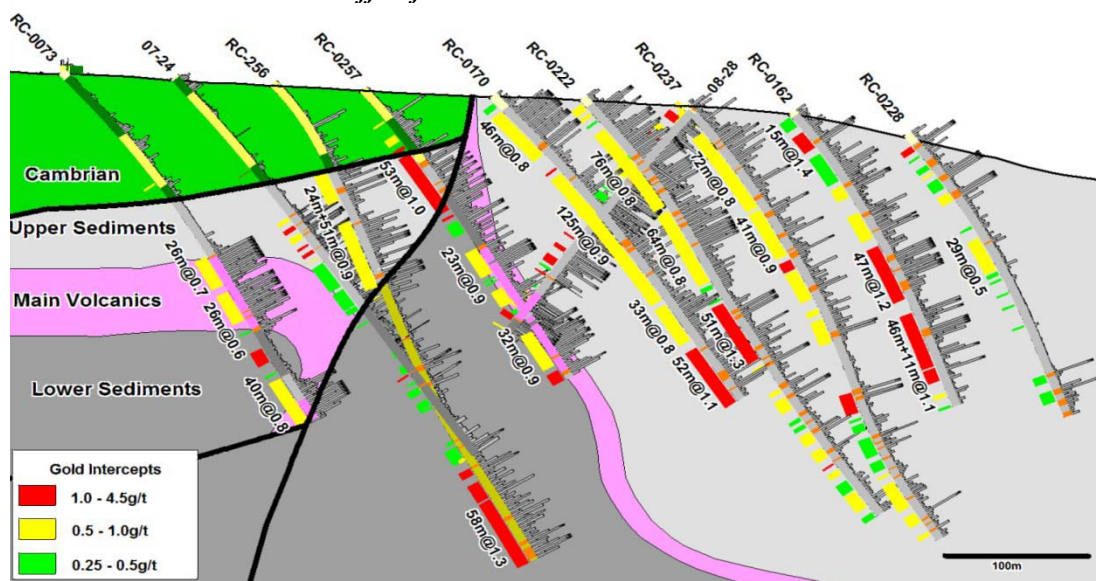 RC-0073
07-24
RC-256
RC-0257
RC-0170
RC-0222
RC-0237
08-28
RC-0162
RC-0228
Cambrian
Upper Sediments
Main Volcanics
Lower Sediments
26m@0.7
26m@0.6
40m@0.8
24m+51m@0.9
53m@1.0
23m@0.9
32m@0.9
58m@1.3
46m@0.8
125m@0.9
33m@0.8
52m@1.1
76m@0.8
64m@0.8
51m@1.3
72m@0.8
41m@0.9
15m@1.4
47m@1.2
46m+11m@1.1
29m@0.5
Gold Intercepts
1.0 - 4.5g/t
0.5 - 1.0g/t
0.25 - 0.5g/t
100m